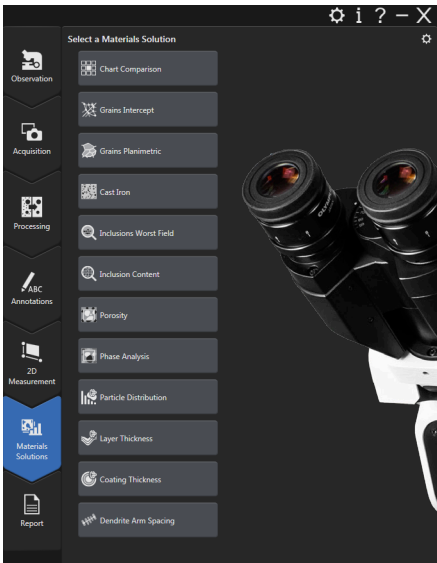 Select a Materials Solution
Observation
Acquisition
Processing
ABC
Annotations
2D
Measurement
Materials
Solutions
Report
Chart Comparison
Grains Intercept
Grains Planimetric
Cast Iron
Inclusions Worst Field
Inclusion Content
Porosity
Phase Analysis
Particle Distribution
Layer Thickness
Coating Thickness
Dendrite Arm Spacing